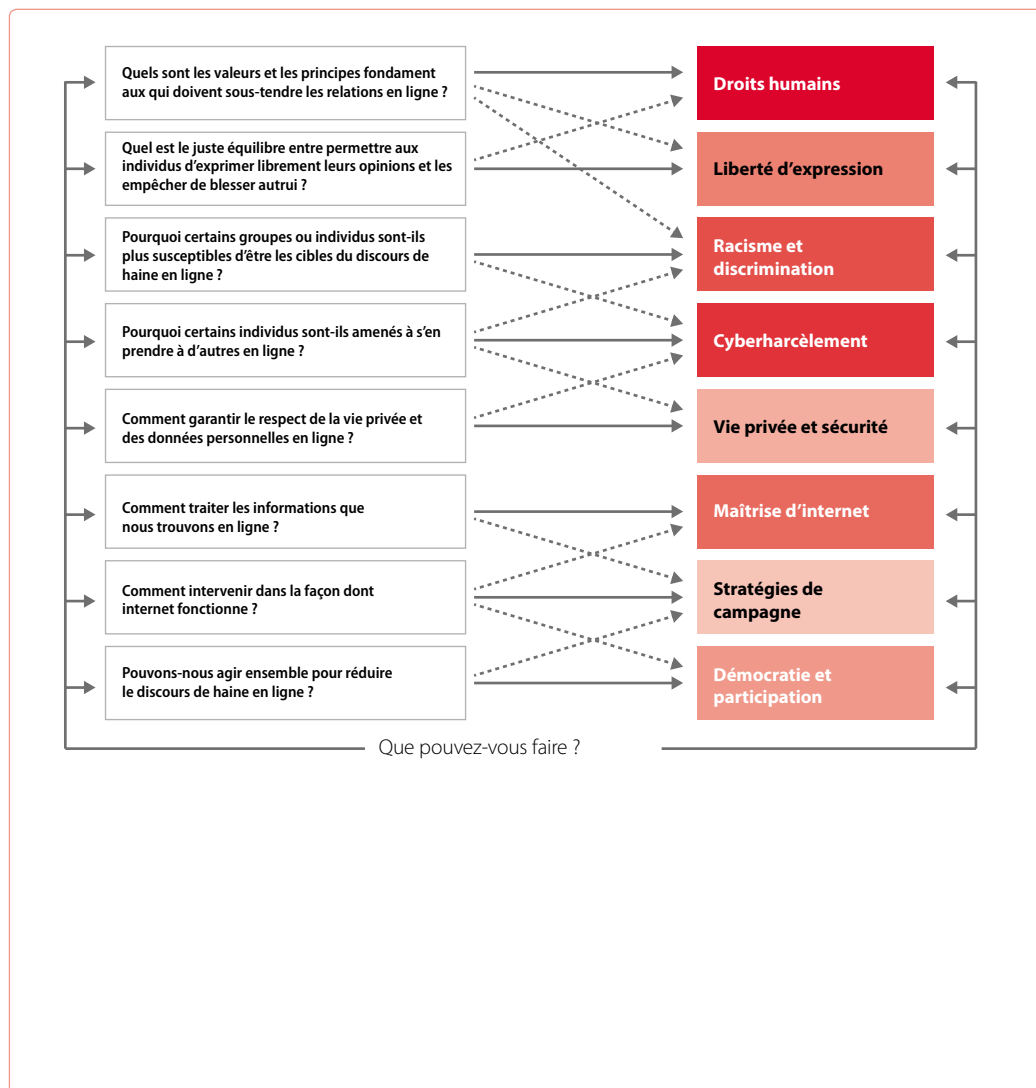 Quels sont les valeurs et les principes fondament
aux qui doivent sous-tendre les relations en ligne ?
Droits humains
Quel est le juste équilibre entre permettre aux
individus d'exprimer librement leurs opinions et les
empêcher de blesser autrui ?
Liberté d'expression
Pourquoi certains groupes ou individus sont-ils
plus susceptibles d'être les cibles du discours de
haine en ligne ?
Racisme et
discrimination
Pourquoi certains individus sont-ils amenés à s'en
prendre à d'autres en ligne ?
Cyberharcèlement
Comment garantir le respect de la vie privée et
des données personnelles en ligne ?
Vie privée et sécurité
Comment traiter les informations que
nous trouvons en ligne ?
Maîtrise d'internet
Comment intervenir dans la façon dont
internet fonctionne ?
Stratégies de
campagne
Pouvons-nous agir ensemble pour réduire
le discours de haine en ligne ?
Démocratie et
participation
Que pouvez-vous faire ?